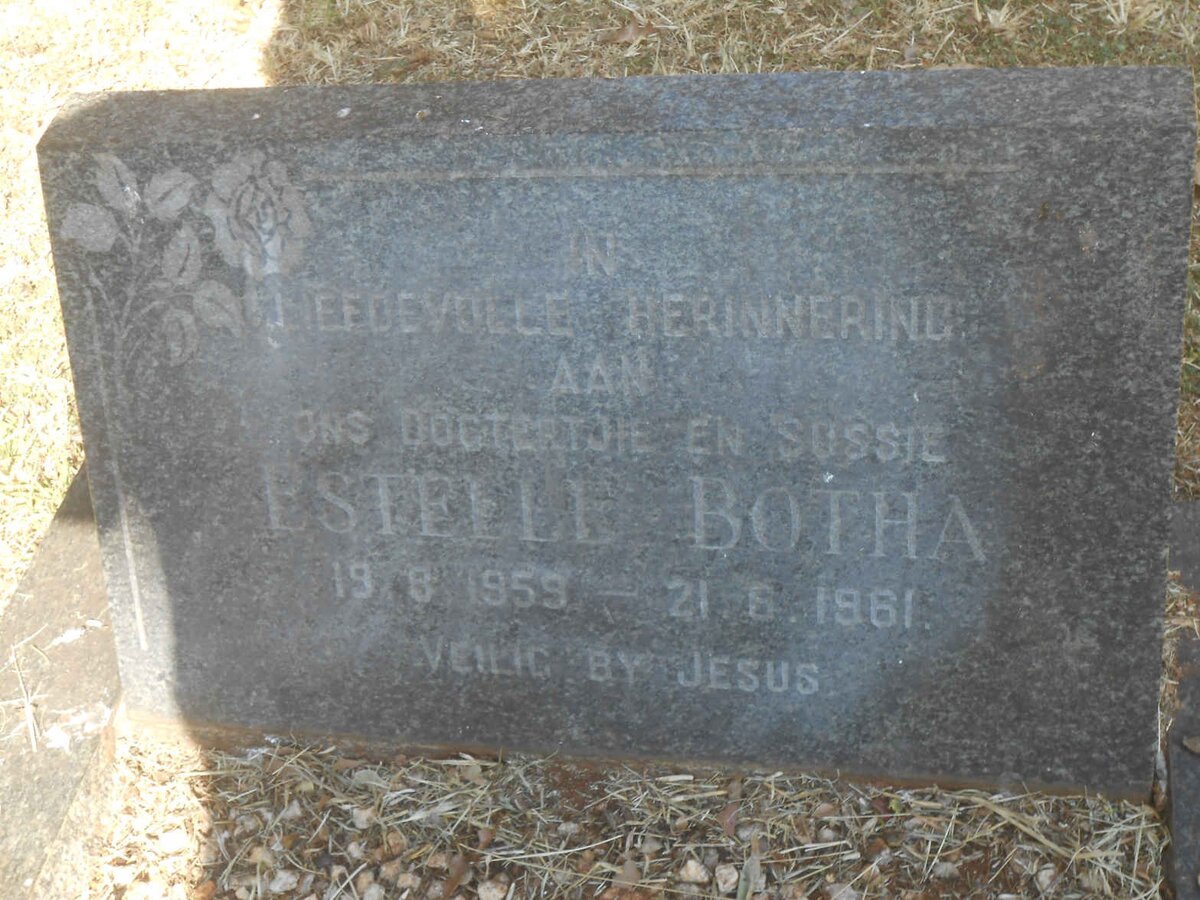 IN
LIEFDEVOLLE HERINNERING
AAN
ONS DOGTERTJIE EN SUSSIE
ESTELLE BOTHA
19.8.1959 – 21.6.1961.
VEILIG BY JESUS